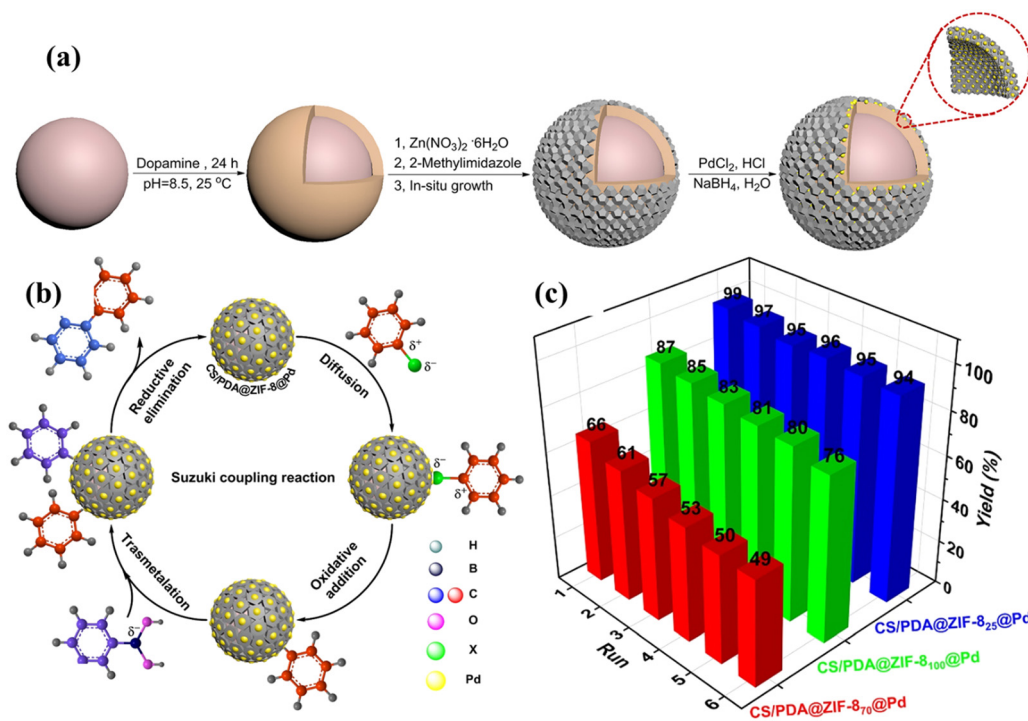 (a)
Dopamine , 24 h
pH=8.5, 25 °C
1, Zn(NO₃)₂ ·6H₂O
2, 2-Methylimidazole
3, In-situ growth
PdCl₂, HCl
NaBH₄, H₂O
(b)
CS/PDA@ZIF-8@Pd
Diffusion
δ⁺
δ⁻
Reductive
elimination
Suzuki coupling reaction
δ⁻
δ⁺
Trasmetalation
Oxidative
addition
δ⁻
H
B
C
O
X
Pd
(c)
99
97
95
96
95
94
87
85
83
81
80
76
66
61
57
53
50
49
100
80
60
40
20
0
Yield (%)
1
2
3
4
5
6
Run
CS/PDA@ZIF-8₂₅@Pd
CS/PDA@ZIF-8₁₀₀@Pd
CS/PDA@ZIF-8₇₀@Pd